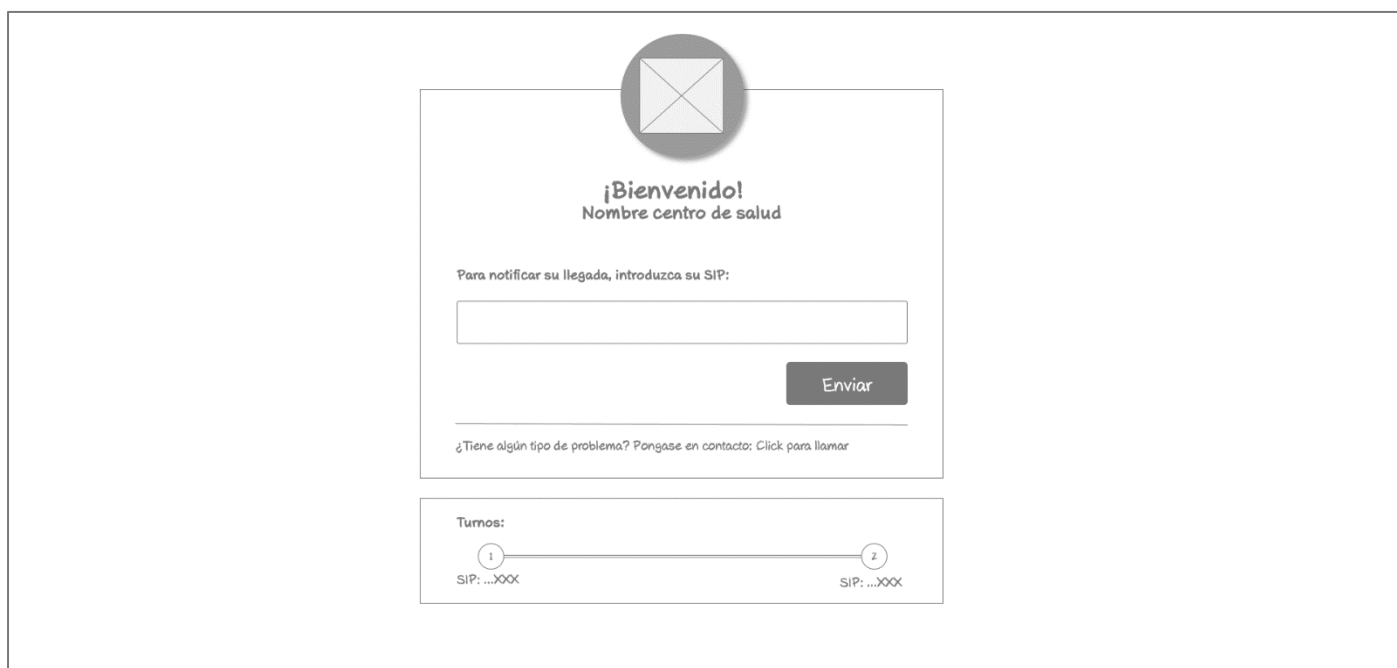 ¡Bienvenido!
Nombre centro de salud
Para notificar su llegada, introduzca su SIP:
Enviar
¿Tiene algún tipo de problema? Pongase en contacto: Click para llamar
Turnos:
1
2
SIP: ...XXX
SIP: ...XXX